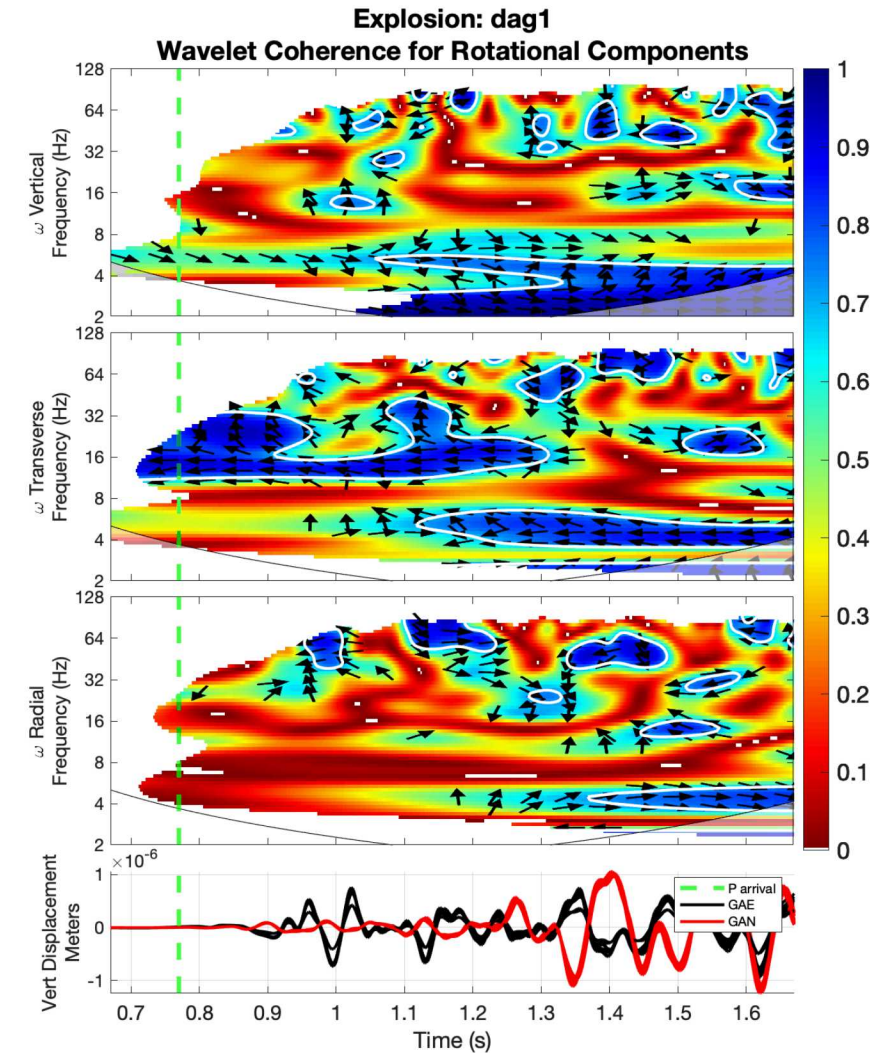 Explosion: dag1
Wavelet Coherence for Rotational Components
128
64
32
16
8
4
2
ω Vertical
Frequency (Hz)
128
64
32
16
8
4
2
ω Transverse
Frequency (Hz)
128
64
32
16
8
4
2
ω Radial
Frequency (Hz)
1
0.9
0.8
0.7
0.6
0.5
0.4
0.3
0.2
0.1
0
×10⁻⁶
1
0
-1
Vert Displacement
Meters
P arrival
GAE
GAN
0.7 0.8 0.9 1 1.1 1.2 1.3 1.4 1.5 1.6
Time (s)